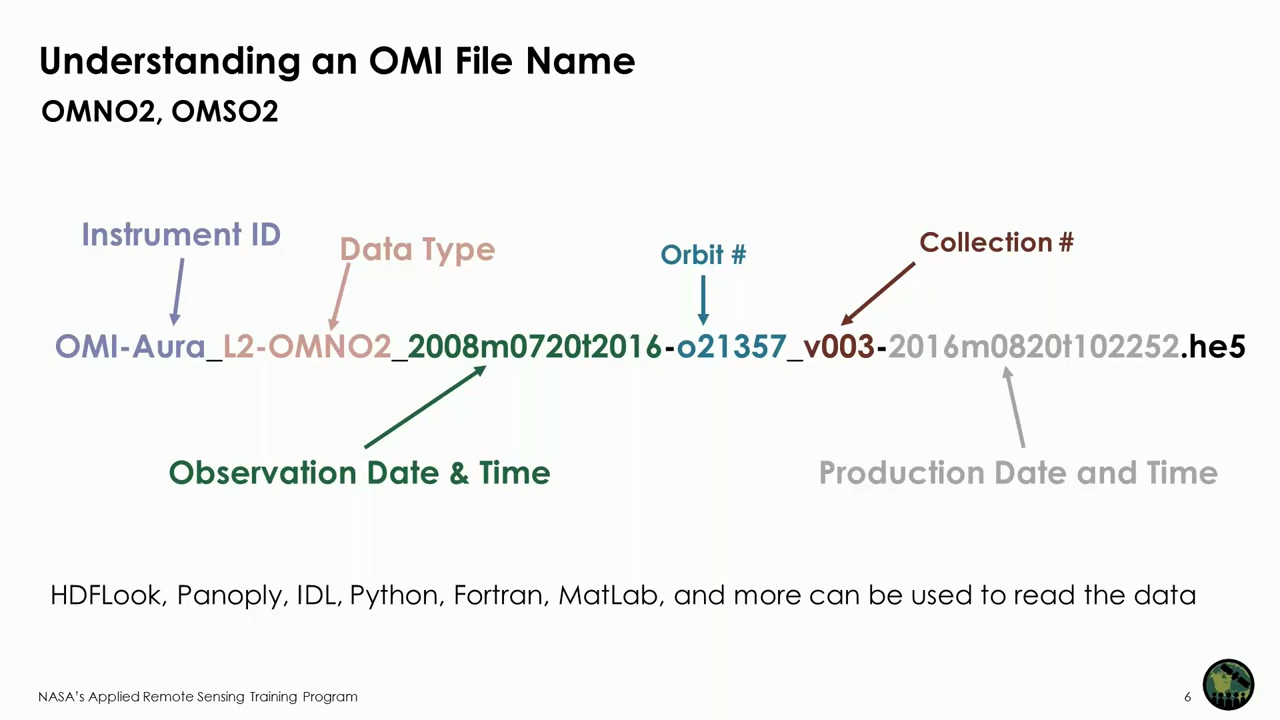 Understanding an OMI File Name
OMNO2, OMSO2
Instrument ID
Data Type
Orbit #
Collection #
OMI-Aura_L2-OMNO2_2008m0720t2016-o21357_v003-2016m0820t102252.he5
Observation Date & Time
Production Date and Time
HDFLook, Panoply, IDL, Python, Fortran, MatLab, and more can be used to read the data
NASA's Applied Remote Sensing Training Program
6